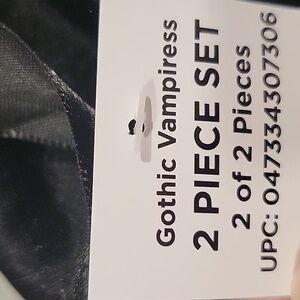 Gothic Vampiress
2 PIECE SET
2 of 2 Pieces
UPC: 047334307306